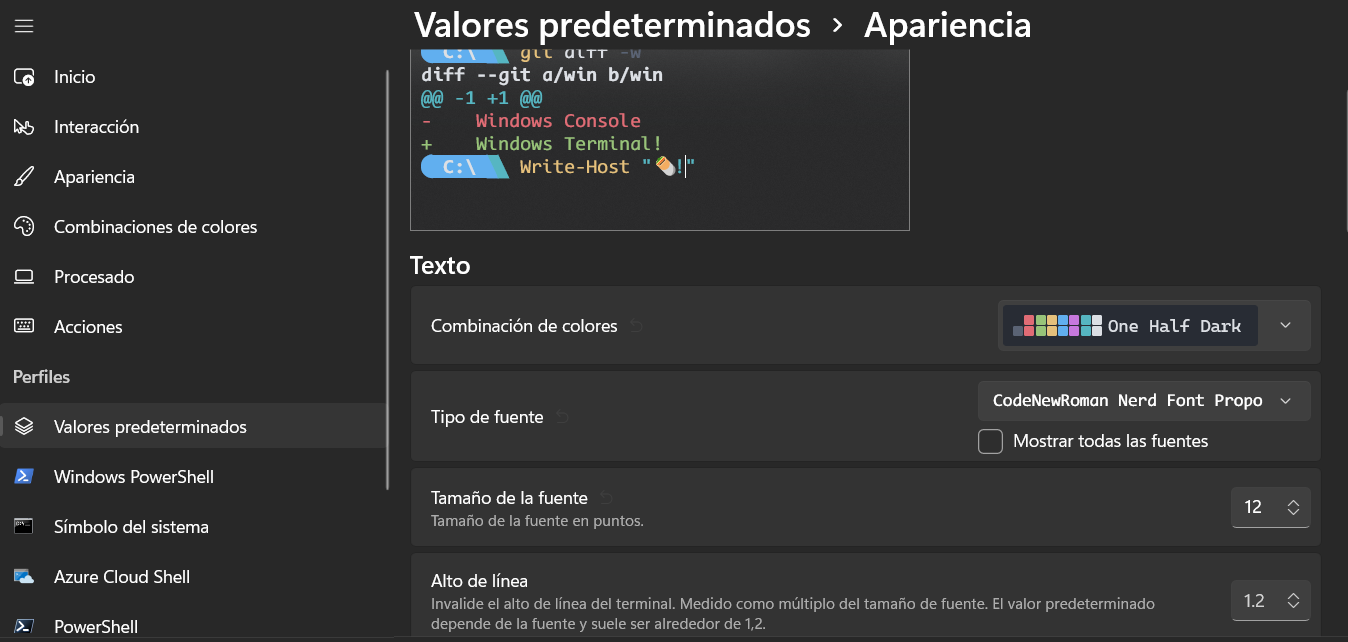 Valores predeterminados > Apariencia
Inicio
Interacción
Apariencia
Combinaciones de colores
Procesado
Acciones
Perfiles
Valores predeterminados
Windows PowerShell
Símbolo del sistema
Azure Cloud Shell
PowerShell
C:\ git diff -w
diff --git a/win b/win
@@ -1 +1 @@
-    Windows Console
+    Windows Terminal!
C:\ Write-Host "🌯!"
Texto
Combinación de colores
One Half Dark
Tipo de fuente
CodeNewRoman Nerd Font Propo
Mostrar todas las fuentes
Tamaño de la fuente
Tamaño de la fuente en puntos.
12
Alto de línea
Invalide el alto de línea del terminal. Medido como múltiplo del tamaño de fuente. El valor predeterminado
depende de la fuente y suele ser alrededor de 1,2.
1.2